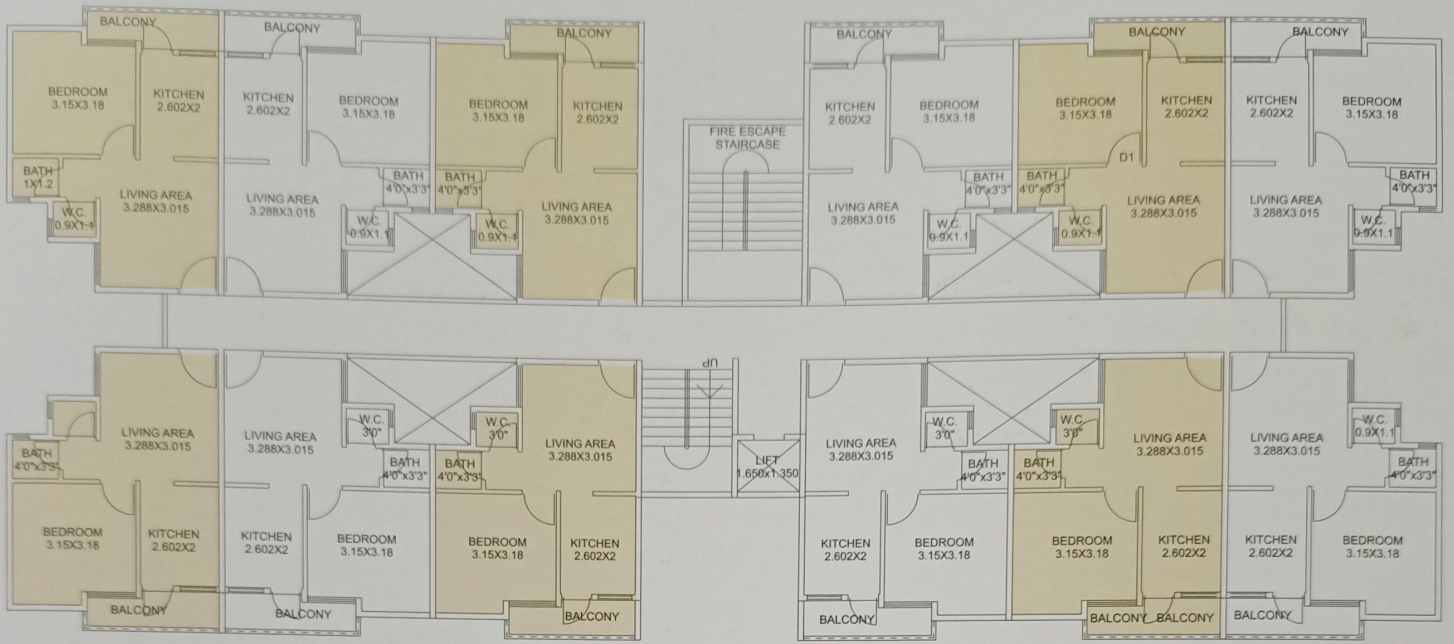 BALCONY
BALCONY
BALCONY
BALCONY
BALCONY
BALCONY
BEDROOM
3.15X3.18
KITCHEN
2.602X2
KITCHEN
2.602X2
BEDROOM
3.15X3.18
BEDROOM
3.15X3.18
KITCHEN
2.602X2
FIRE ESCAPE
STAIRCASE
KITCHEN
2.602X2
BEDROOM
3.15X3.18
BEDROOM
3.15X3.18
KITCHEN
2.602X2
KITCHEN
2.602X2
BEDROOM
3.15X3.18
D1
BATH
1X1.2
LIVING AREA
3.288X3.015
LIVING AREA
3.288X3.015
BATH
4'0"x3'3"
BATH
4'0"x3'3"
LIVING AREA
3.288X3.015
LIVING AREA
3.288X3.015
BATH
4'0"x3'3"
BATH
4'0"x3'3"
LIVING AREA
3.288X3.015
LIVING AREA
3.288X3.015
BATH
4'0"x3'3"
W.C.
0.9X1.1
W.C.
0.9X1.1
W.C.
0.9X1.1
W.C.
0.9X1.1
W.C.
0.9X1.1
W.C.
0.9X1.1
UP
LIVING AREA
3.288X3.015
LIVING AREA
3.288X3.015
W.C.
3'0"
W.C.
3'0"
LIVING AREA
3.288X3.015
LIFT
1.650x1.350
LIVING AREA
3.288X3.015
W.C.
3'0"
W.C.
3'0"
LIVING AREA
3.288X3.015
LIVING AREA
3.288X3.015
W.C.
0.9X1.1
BATH
4'0"x3'3"
BATH
4'0"x3'3"
BATH
4'0"x3'3"
BATH
4'0"x3'3"
BATH
4'0"x3'3"
BATH
4'0"x3'3"
BEDROOM
3.15X3.18
KITCHEN
2.602X2
KITCHEN
2.602X2
BEDROOM
3.15X3.18
BEDROOM
3.15X3.18
KITCHEN
2.602X2
KITCHEN
2.602X2
BEDROOM
3.15X3.18
BEDROOM
3.15X3.18
KITCHEN
2.602X2
KITCHEN
2.602X2
BEDROOM
3.15X3.18
BALCONY
BALCONY
BALCONY
BALCONY
BALCONY BALCONY
BALCONY